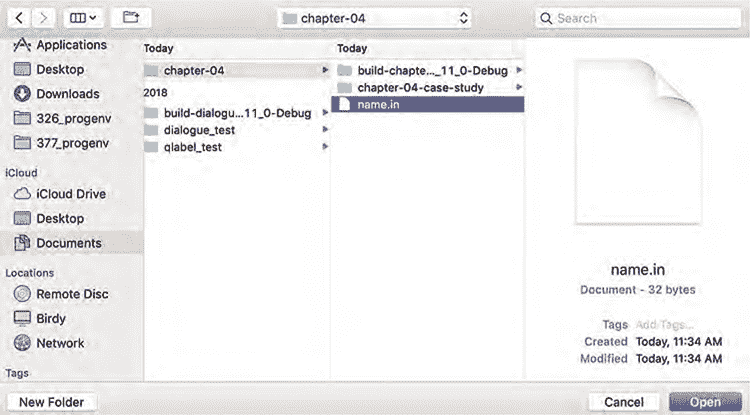 chapter-04
Search
Applications
Desktop
Downloads
326_progenv
377_progenv
iCloud
iCloud Drive
Desktop
Documents
Locations
Remote Disc
Birdy
Network
Tags
Today
chapter-04
2018
build-dialogu...11_0-Debug
dialogue_test
qlabel_test
Today
build-chapte..._11_0-Debug
chapter-04-case-study
name.in
name.in
Document - 32 bytes
Tags Add Tags...
Created Today, 11:34 AM
Modified Today, 11:34 AM
New Folder
Cancel
Open